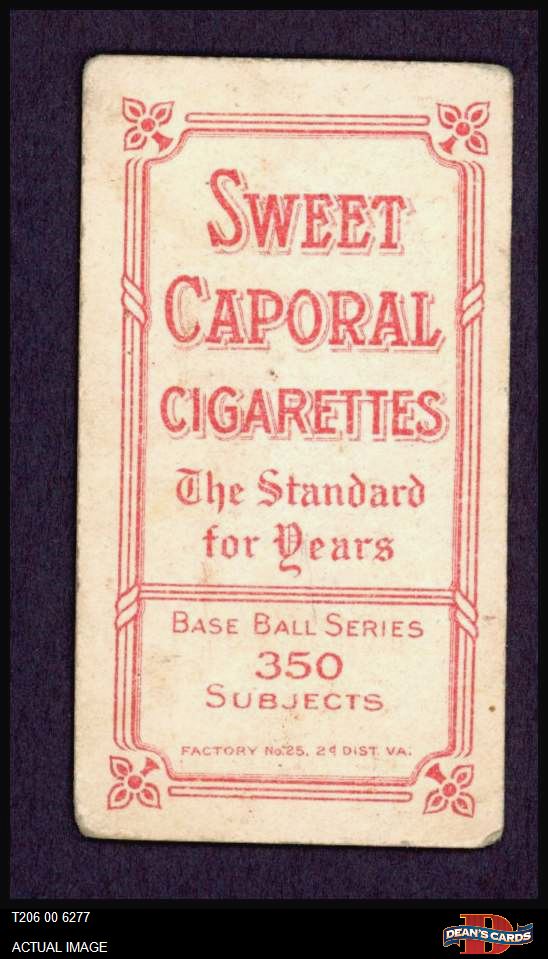 SWEET
CAPORAL
CIGARETTES
The Standard
for Years
BASE BALL SERIES
350
SUBJECTS
FACTORY No. 25, 2d DIST. VA.
T206 00 6277
ACTUAL IMAGE
D
DEAN'S CARDS